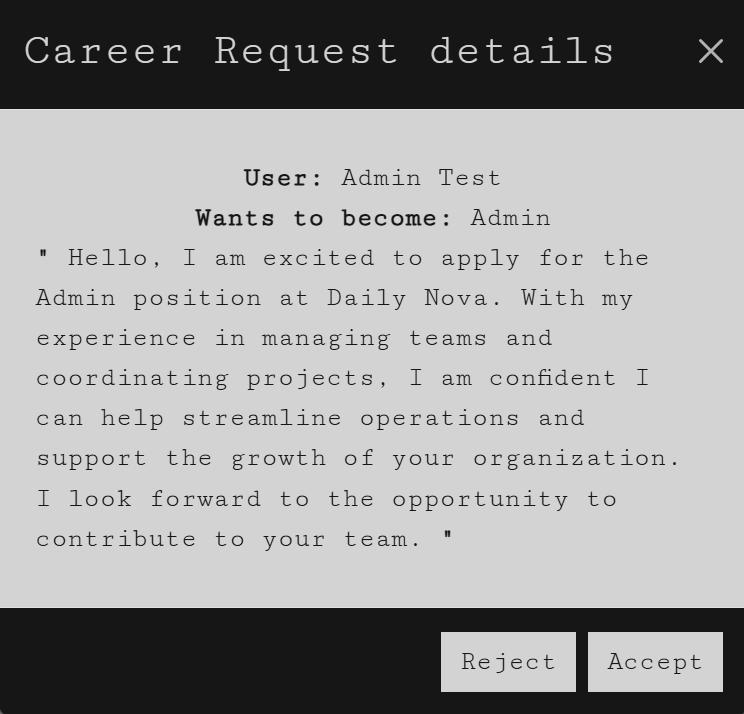 Career Request details
User: Admin Test
Wants to become: Admin
" Hello, I am excited to apply for the
Admin position at Daily Nova. With my
experience in managing teams and
coordinating projects, I am confident I
can help streamline operations and
support the growth of your organization.
I look forward to the opportunity to
contribute to your team. "
Reject Accept